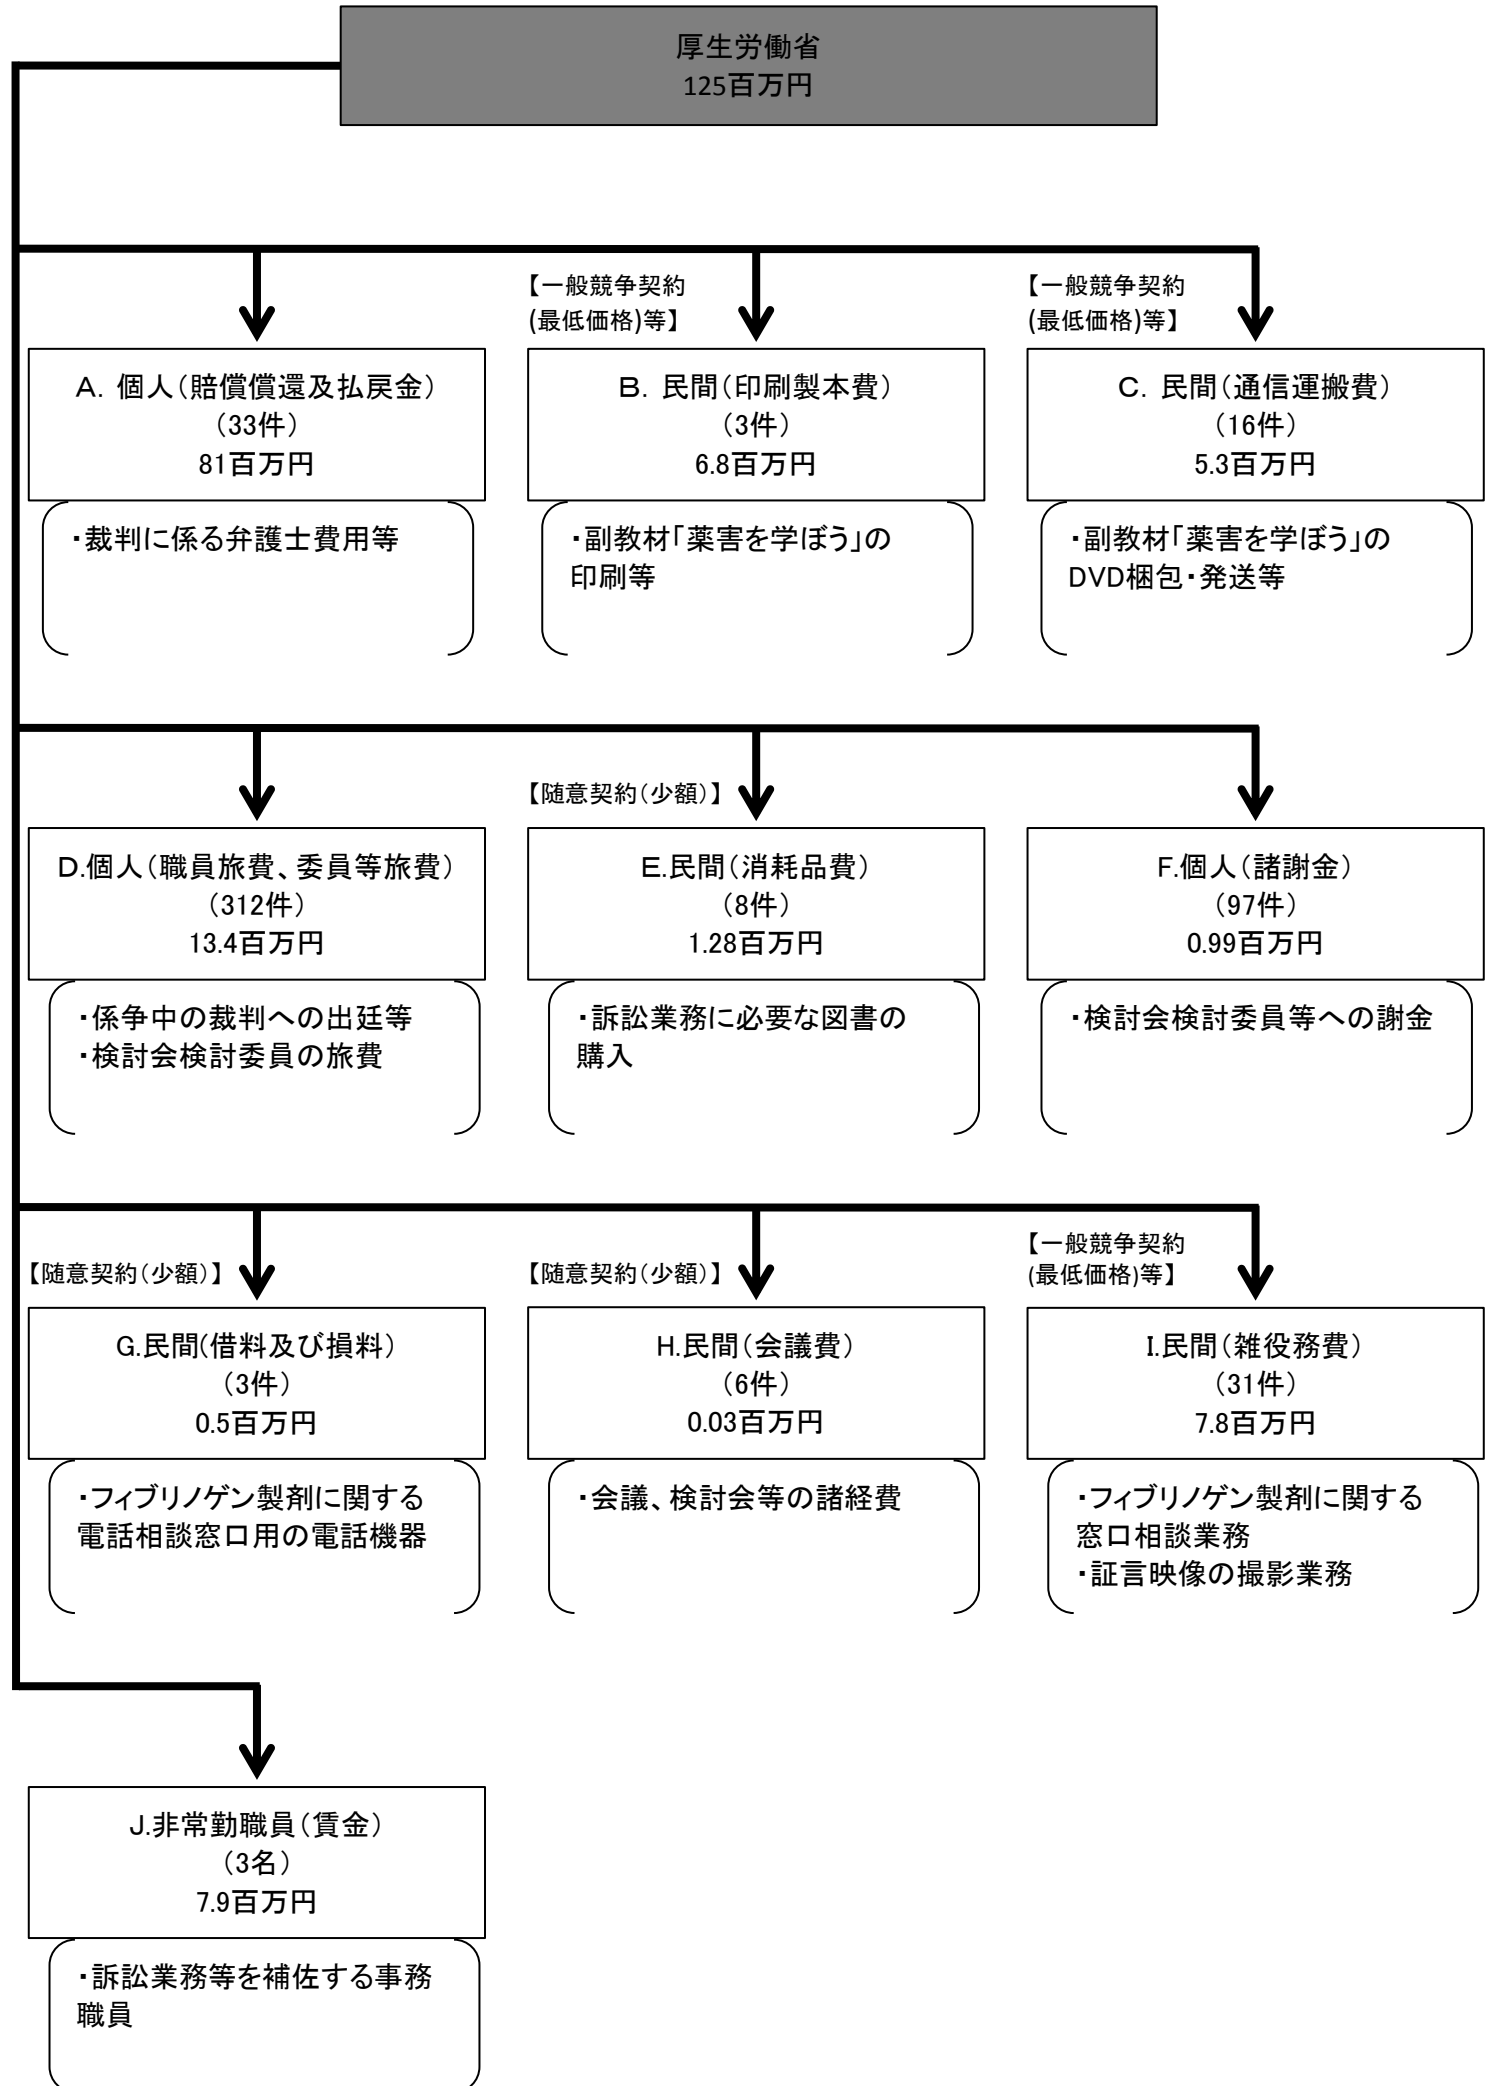 厚生労働省
125百万円
【一般競争契約
(最低価格)等】
【一般競争契約
(最低価格)等】
A. 個人（賠償償還及払戻金）
（33件）
81百万円
B. 民間（印刷製本費）
（3件）
6.8百万円
C. 民間（通信運搬費）
（16件）
5.3百万円
・裁判に係る弁護士費用等
・副教材「薬害を学ぼう」の
印刷等
・副教材「薬害を学ぼう」の
DVD梱包・発送等
【随意契約（少額）】
D.個人（職員旅費、委員等旅費）
（312件）
13.4百万円
E.民間（消耗品費）
（8件）
1.28百万円
F.個人（諸謝金）
（97件）
0.99百万円
・係争中の裁判への出廷等
・検討会検討委員の旅費
・訴訟業務に必要な図書の
購入
・検討会検討委員等への謝金
【随意契約（少額）】
【随意契約（少額）】
【一般競争契約
(最低価格)等】
G.民間（借料及び損料）
（3件）
0.5百万円
H.民間（会議費）
（6件）
0.03百万円
I.民間（雑役務費）
（31件）
7.8百万円
・フィブリノゲン製剤に関する
電話相談窓口用の電話機器
・会議、検討会等の諸経費
・フィブリノゲン製剤に関する
窓口相談業務
・証言映像の撮影業務
J.非常勤職員（賃金）
（3名）
7.9百万円
・訴訟業務等を補佐する事務
職員